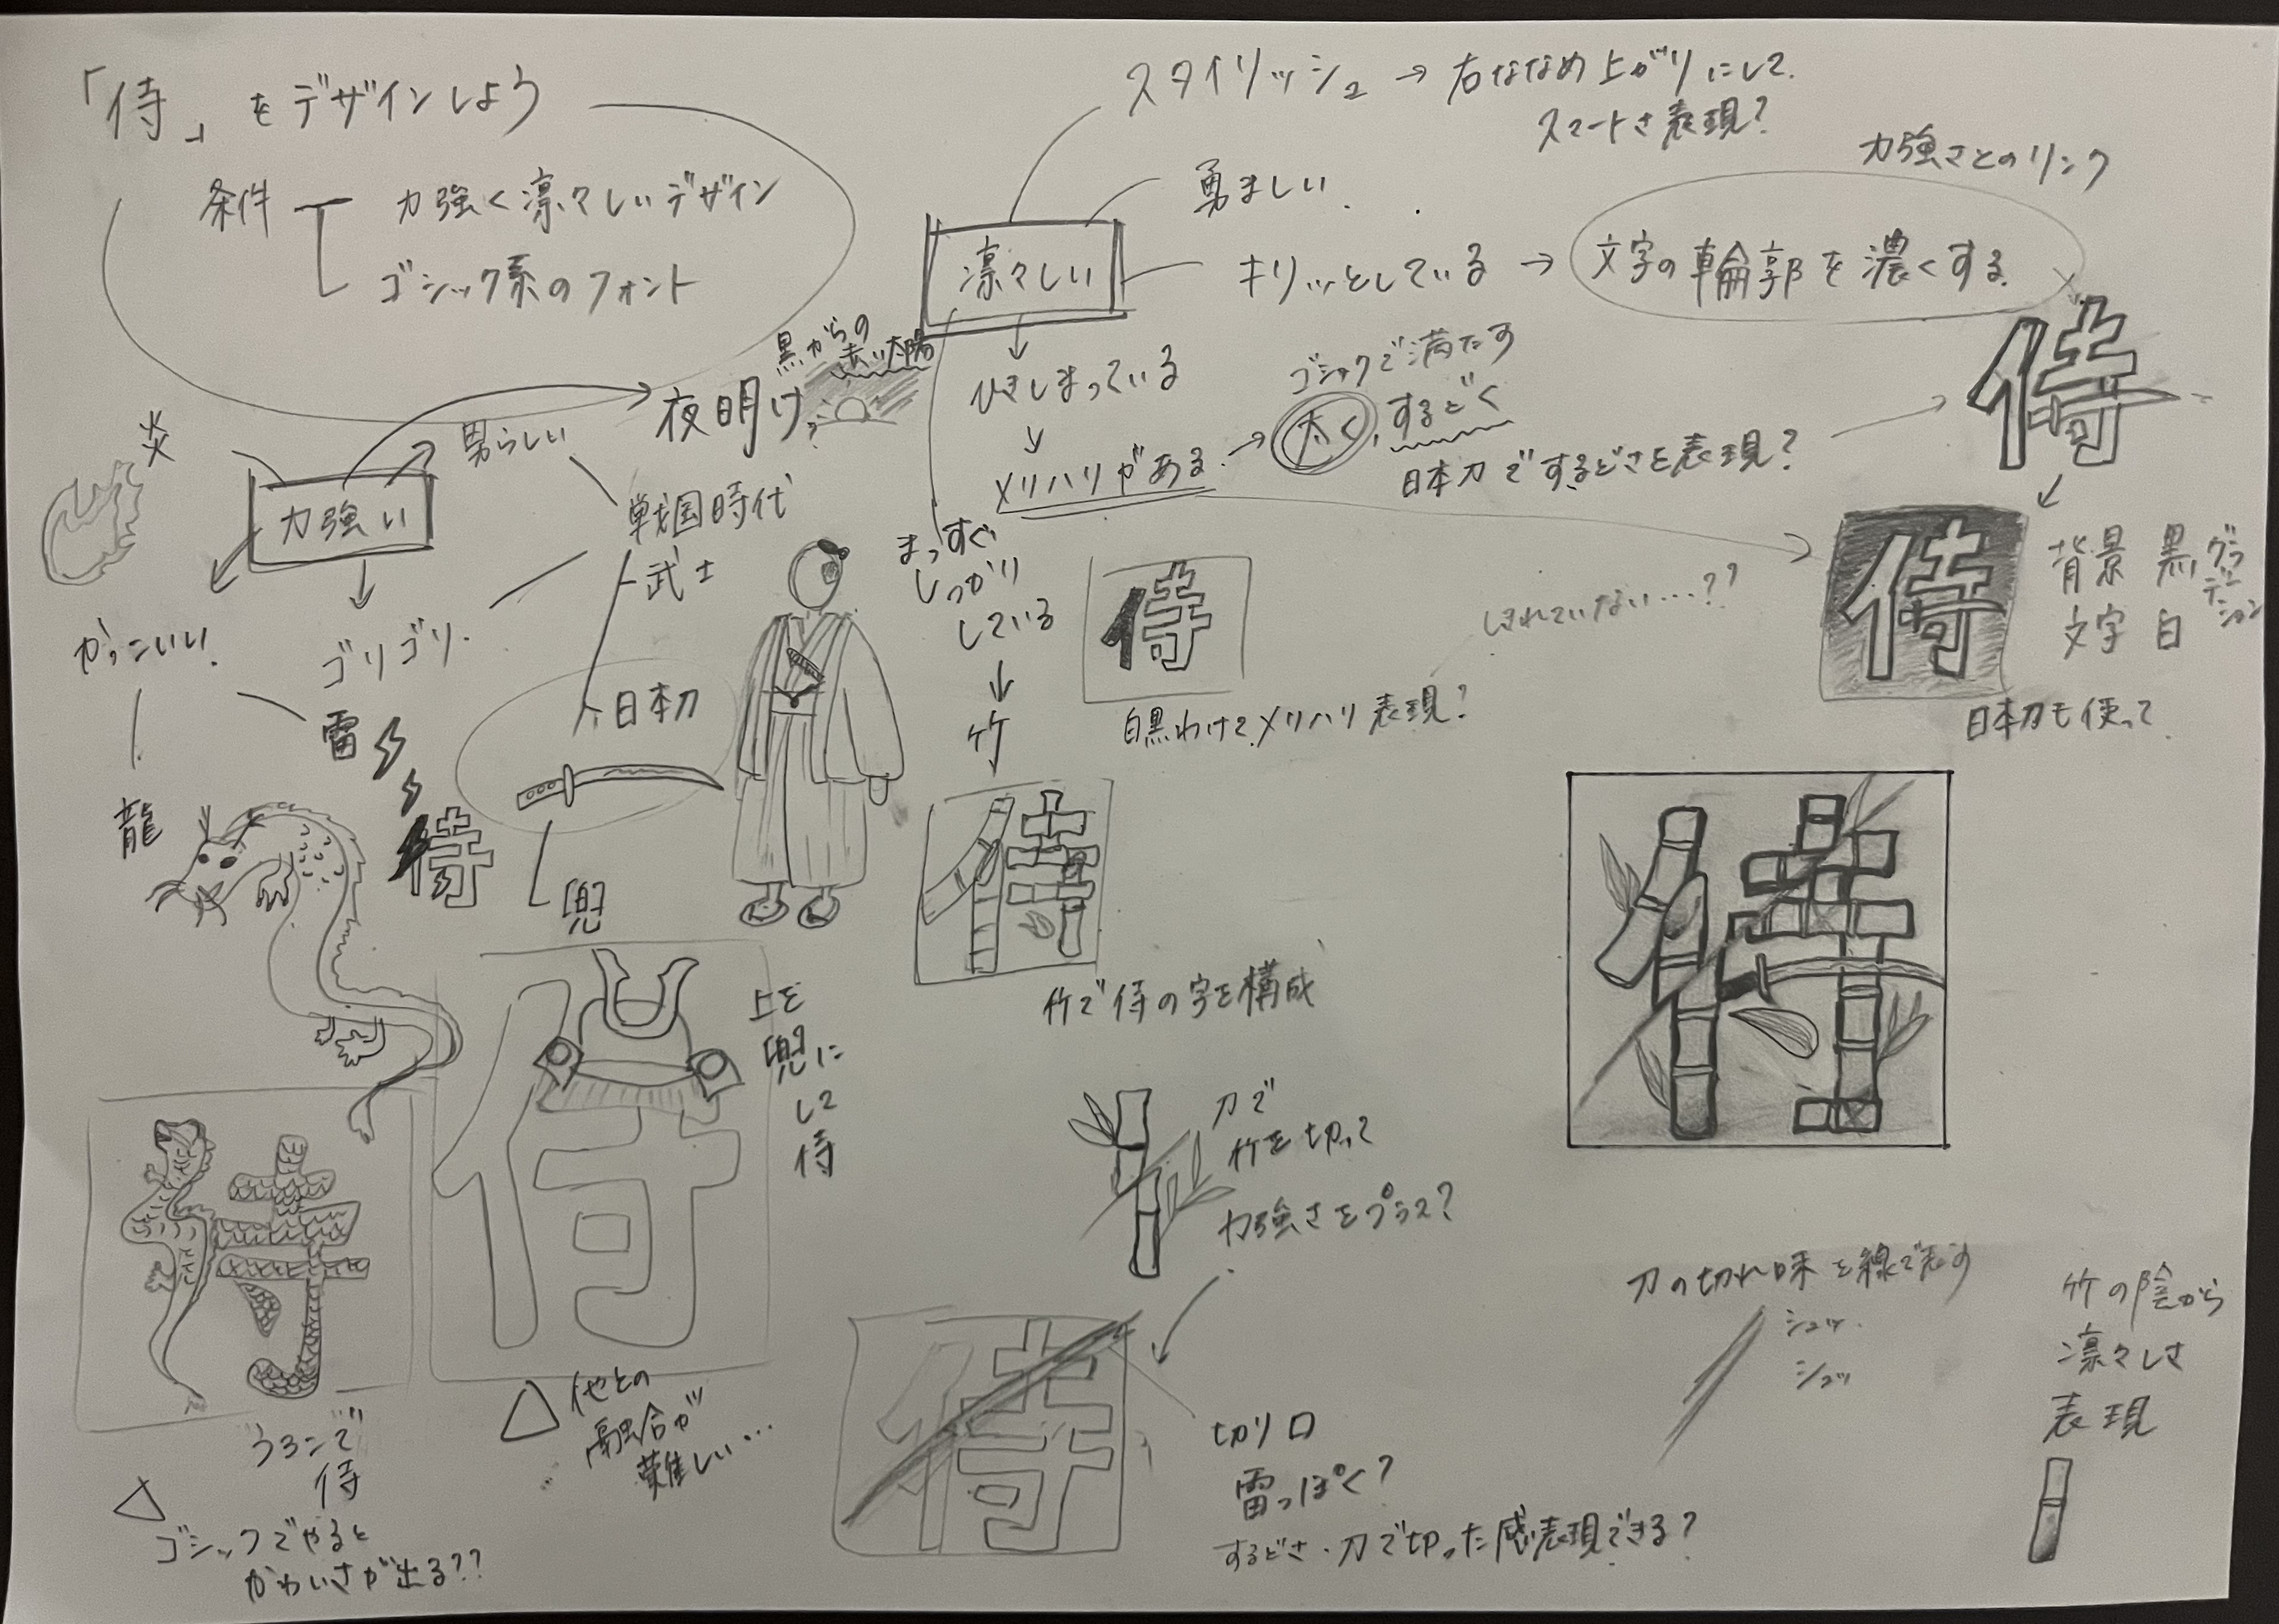 「侍」をデザインしよう
条件
力強く凛々しいデザイン
ゴシック系のフォント
スタイリッシュ → 右ななめ上がりにして
スマートさ表現?
勇ましい
凛々しい
キリッとしている → 文字の輪郭を濃くする
力強さとのリンク
侍
ひきしまっている
メリハリがある → 太く、するどく
ゴシックで満たす
日本刀でするどさを表現?
侍
背景 黒 グラデーション
文字 白
日本刀も使って
黒からの
赤い太陽
夜明け
炎
力強い
男らしい
戦国時代
武士
日本刀
兜
かっこいい
ゴリゴリ
雷
龍
侍
まっすぐ
しっかり
している
竹
侍
白黒わけてメリハリ表現?
侍
竹で侍の字を構成
侍
上を
兜に
して
侍
侍
侍
刀で
竹を切って
力強さをプラス?
侍
切り口
雷っぽく?
するどさ・刀で切った感表現できる?
刀の切れ味を線で表す
シュッ
シュッ
竹の陰から
凛々しさ
表現
うろこで
侍
△
ゴシックでやると
かわいさが出る??
△ 他との
融合が
難しい…